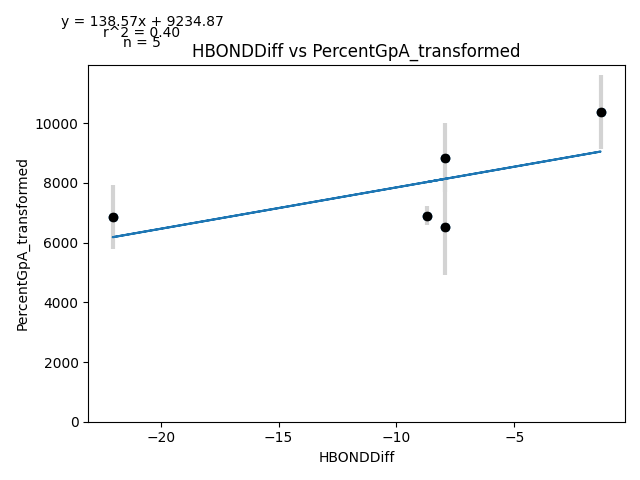 y = 138.57x + 9234.87
r^2 = 0.40
n = 5
HBONDDiff vs PercentGpA_transformed
PercentGpA_transformed
10000
8000
6000
4000
2000
0
−20
−15
−10
−5
HBONDDiff